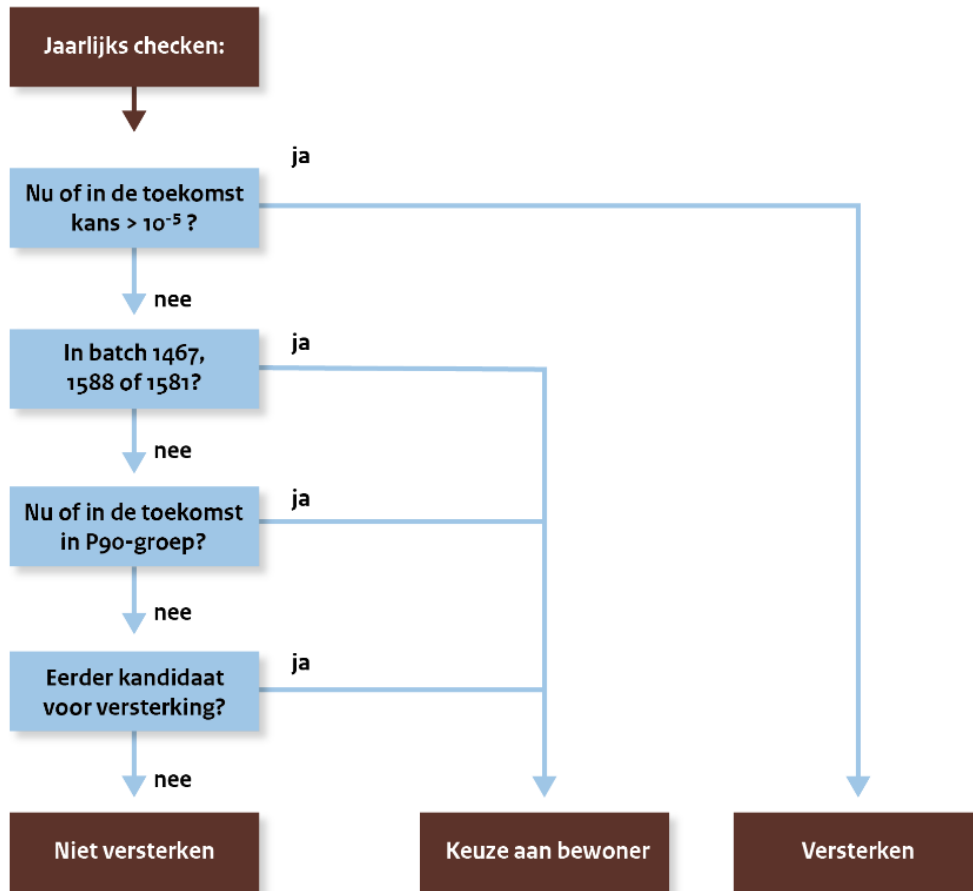 Jaarlijks checken:
ja
Nu of in de toekomst
kans > 10⁻⁵ ?
nee
ja
In batch 1467,
1588 of 1581?
nee
ja
Nu of in de toekomst
in P90-groep?
nee
ja
Eerder kandidaat
voor versterking?
nee
Niet versterken
Keuze aan bewoner
Versterken